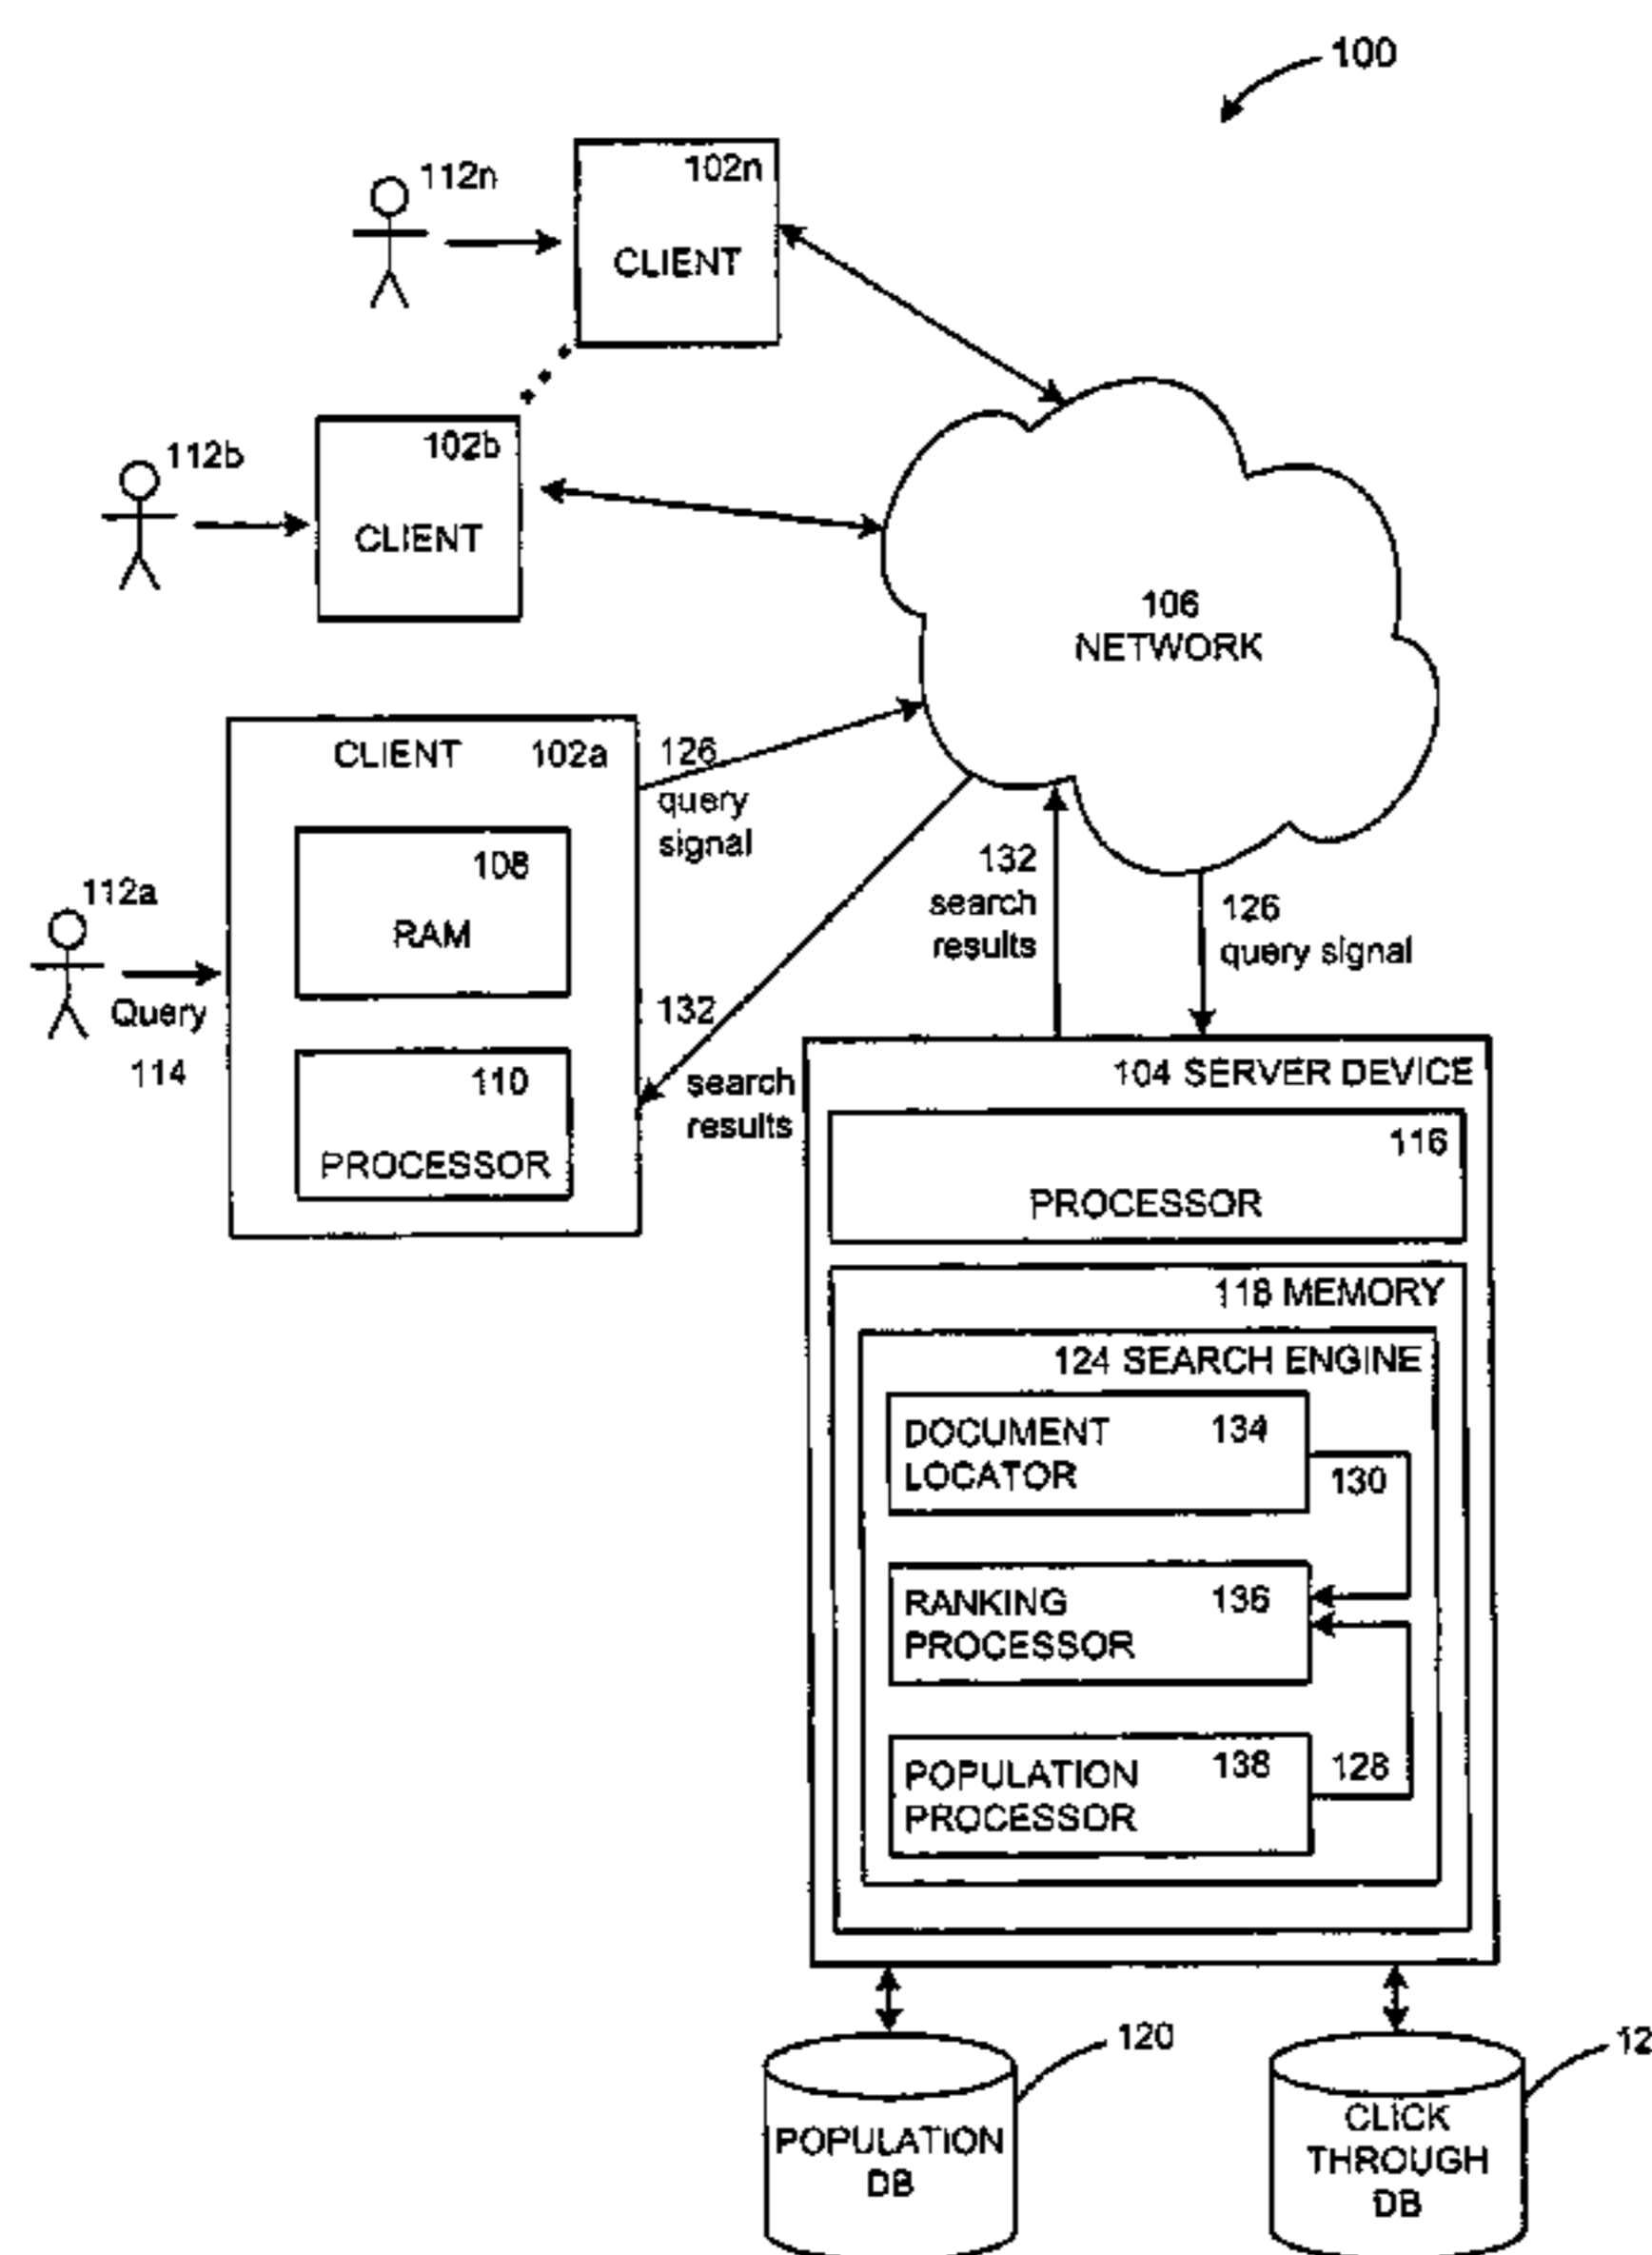 100
112n
102n
CLIENT
112b
102b
CLIENT
106
NETWORK
CLIENT 102a
126
query
signal
108
RAM
112a
Query
114
132
search
results
110
PROCESSOR
132
search
results
126
query signal
104 SERVER DEVICE
116
PROCESSOR
118 MEMORY
124 SEARCH ENGINE
DOCUMENT 134
LOCATOR
130
RANKING 136
PROCESSOR
POPULATION 138
PROCESSOR
128
120
POPULATION
DB
CLICK
THROUGH
DB